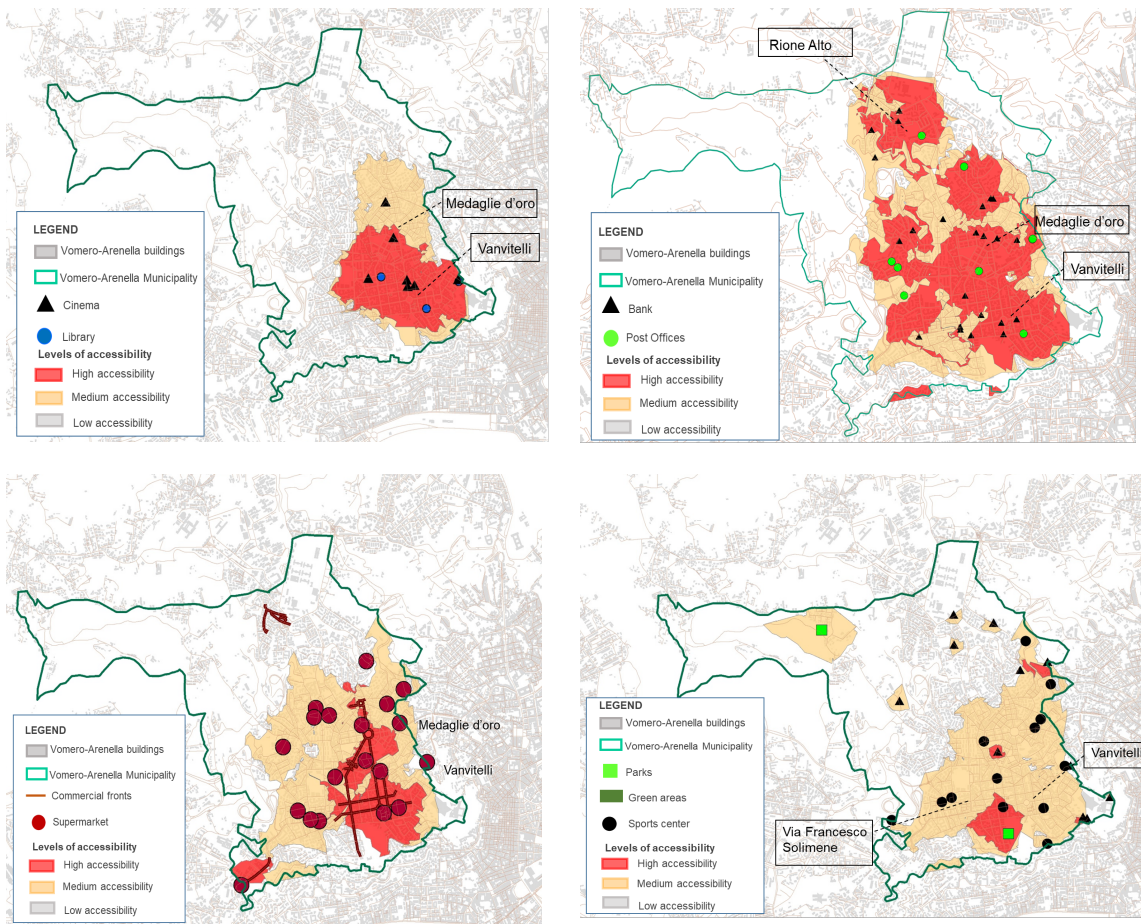 Medaglie d'oro
Vanvitelli
LEGEND
Vomero-Arenella buildings
Vomero-Arenella Municipality
Cinema
Library
Levels of accessibility
High accessibility
Medium accessibility
Low accessibility
Rione Alto
Medaglie d'oro
Vanvitelli
LEGEND
Vomero-Arenella buildings
Vomero-Arenella Municipality
Bank
Post Offices
Levels of accessibility
High accessibility
Medium accessibility
Low accessibility
Medaglie d'oro
Vanvitelli
LEGEND
Vomero-Arenella buildings
Vomero-Arenella Municipality
Commercial fronts
Supermarket
Levels of accessibility
High accessibility
Medium accessibility
Low accessibility
Vanvitelli
Via Francesco
Solimene
LEGEND
Vomero-Arenella buildings
Vomero-Arenella Municipality
Parks
Green areas
Sports center
Levels of accessibility
High accessibility
Medium accessibility
Low accessibility